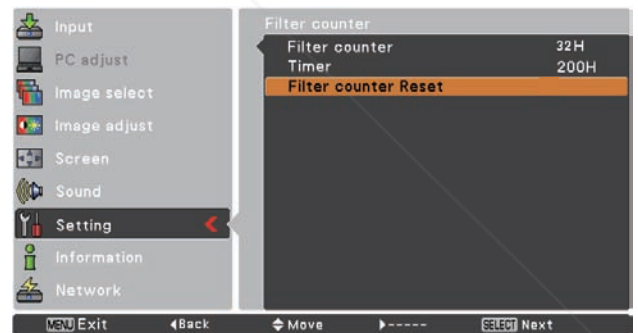 Input
PC adjust
Image select
Image adjust
Screen
Sound
Setting
Information
Network
Filter counter
Filter counter 32H
Timer 200H
Filter counter Reset
MENU Exit ◀Back Move ▶----- SELECT Next